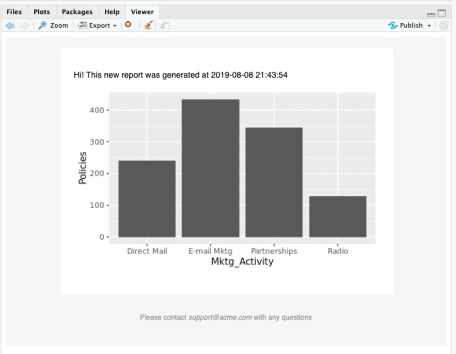 Files Plots Packages Help Viewer
Zoom Export Publish
Hi! This new report was generated at 2019-08-08 21:43:54
400
300
200
100
0
Policies
Direct Mail E-mail Mktg Partnerships Radio
Mktg_Activity
Please contact support@acme.com with any questions